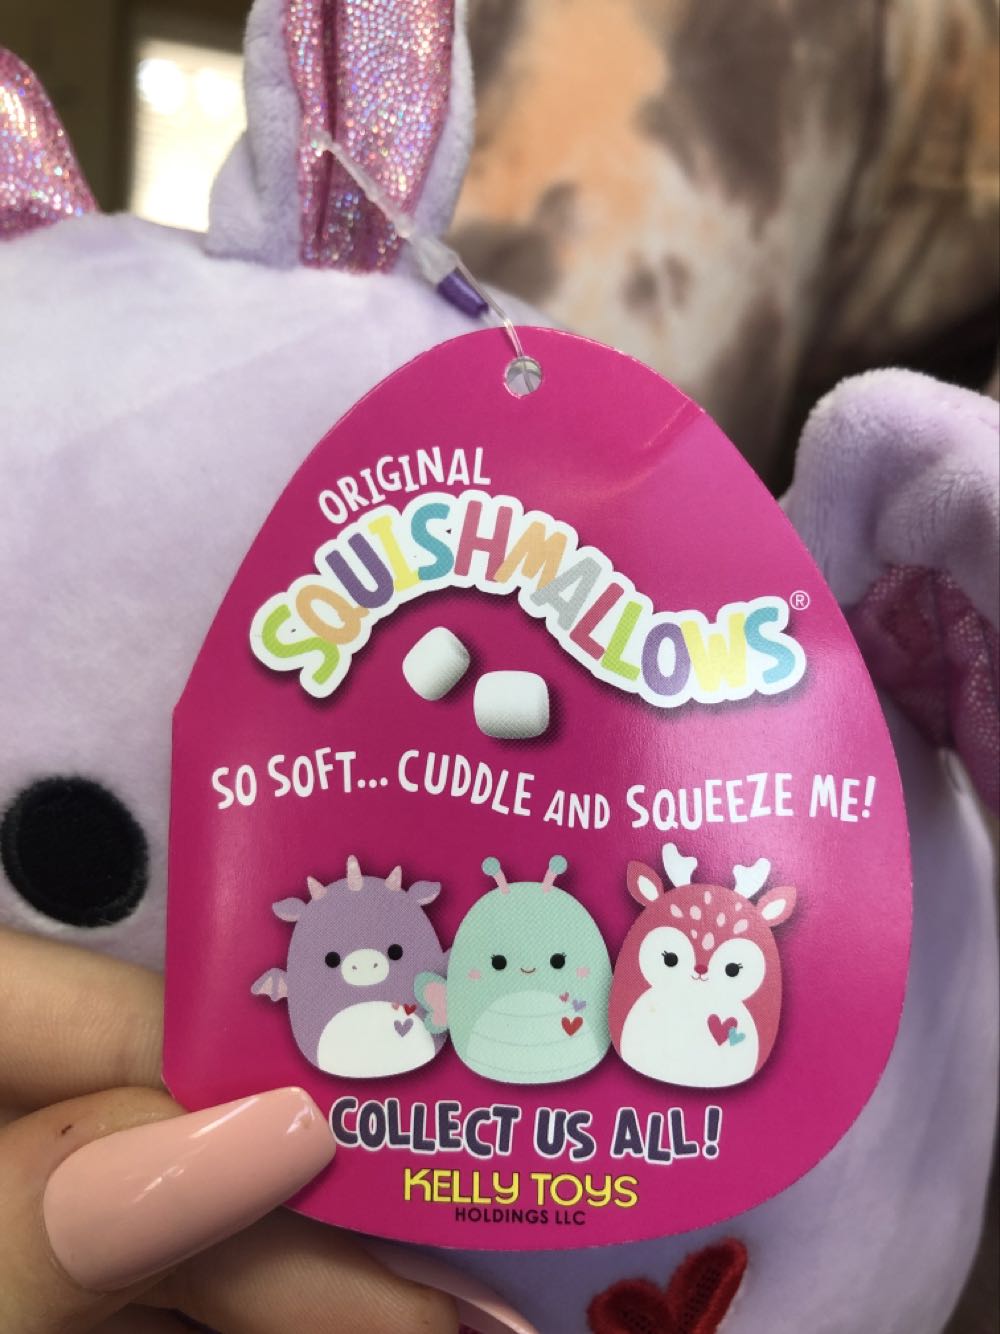 ORIGINAL
SQUISHMALLOWS®
SO SOFT... CUDDLE AND SQUEEZE ME!
COLLECT US ALL!
KELLY TOYS
HOLDINGS LLC